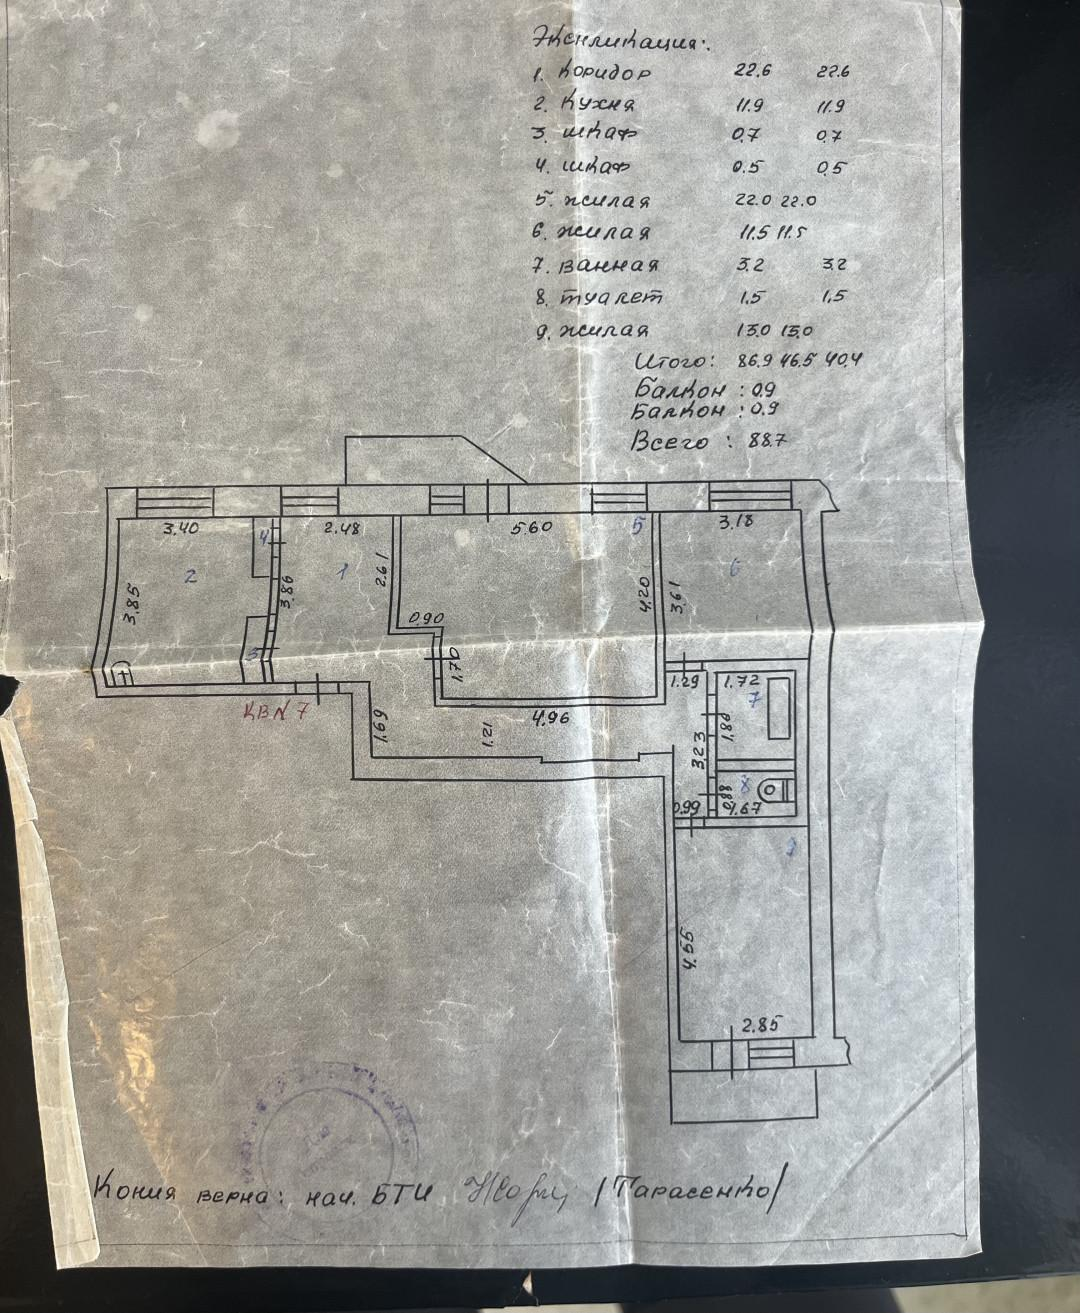 Экспликация:
1. Коридор 22.6 22.6
2. Кухня 11.9 11.9
3. шкаф 0.7 0.7
4. шкаф 0.5 0.5
5. жилая 22.0 22.0
6. жилая 11.5 11.5
7. Ванная 3.2 3.2
8. туалет 1.5 1.5
9. жилая 13.0 13.0
Итого: 86.9 46.5 40.4
Балкон : 0.9
Балкон : 0.9
Всего : 88.7
3.40 4 2.48 5.60 5 3.18
2 3.85 3.86 1 2.61 4.20 3.61 6
0.90
3 1.70
1.29 1.72
КВ N 7 7
1.69 1.21 4.96 3.23 1.86
8 0.88
0.99 1.67
9
4.55
2.85
Копия верна: нач. БТИ /Тарасенко/